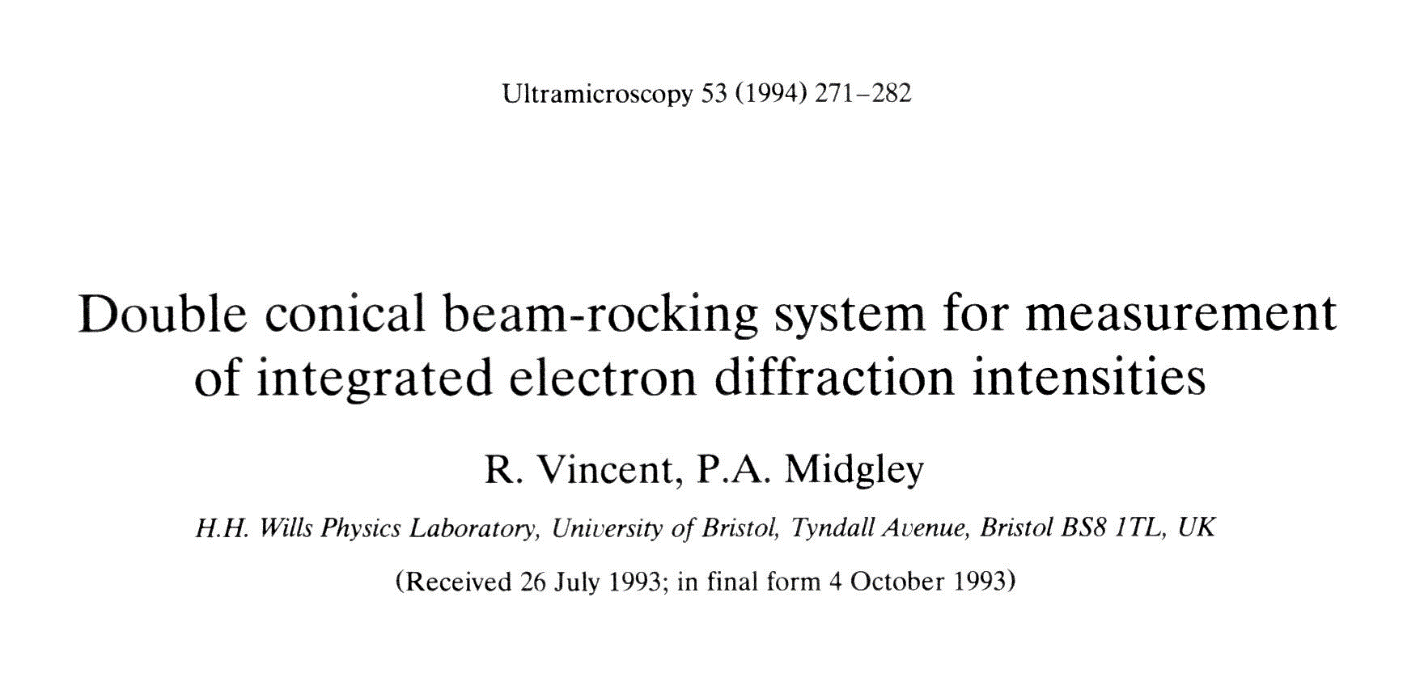 Ultramicroscopy 53 (1994) 271–282
Double conical beam-rocking system for measurement
of integrated electron diffraction intensities
R. Vincent, P.A. Midgley
H.H. Wills Physics Laboratory, University of Bristol, Tyndall Avenue, Bristol BS8 1TL, UK
(Received 26 July 1993; in final form 4 October 1993)